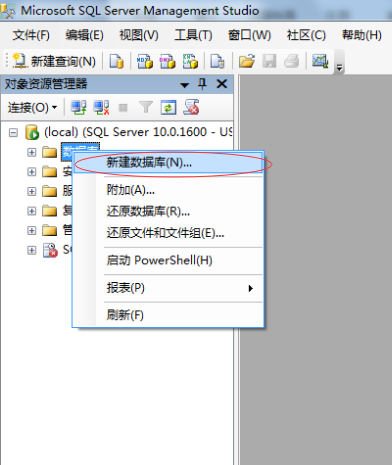 Microsoft SQL Server Management Studio
文件(F) 编辑(E) 视图(V) 工具(T) 窗口(W) 社区(C) 帮助(H)
新建查询(N)
对象资源管理器
连接(O)
(local) (SQL Server 10.0.1600 - US
数据库
新建数据库(N)...
附加(A)...
还原数据库(R)...
还原文件和文件组(E)...
启动 PowerShell(H)
报表(P)
刷新(F)
安
服
复
管